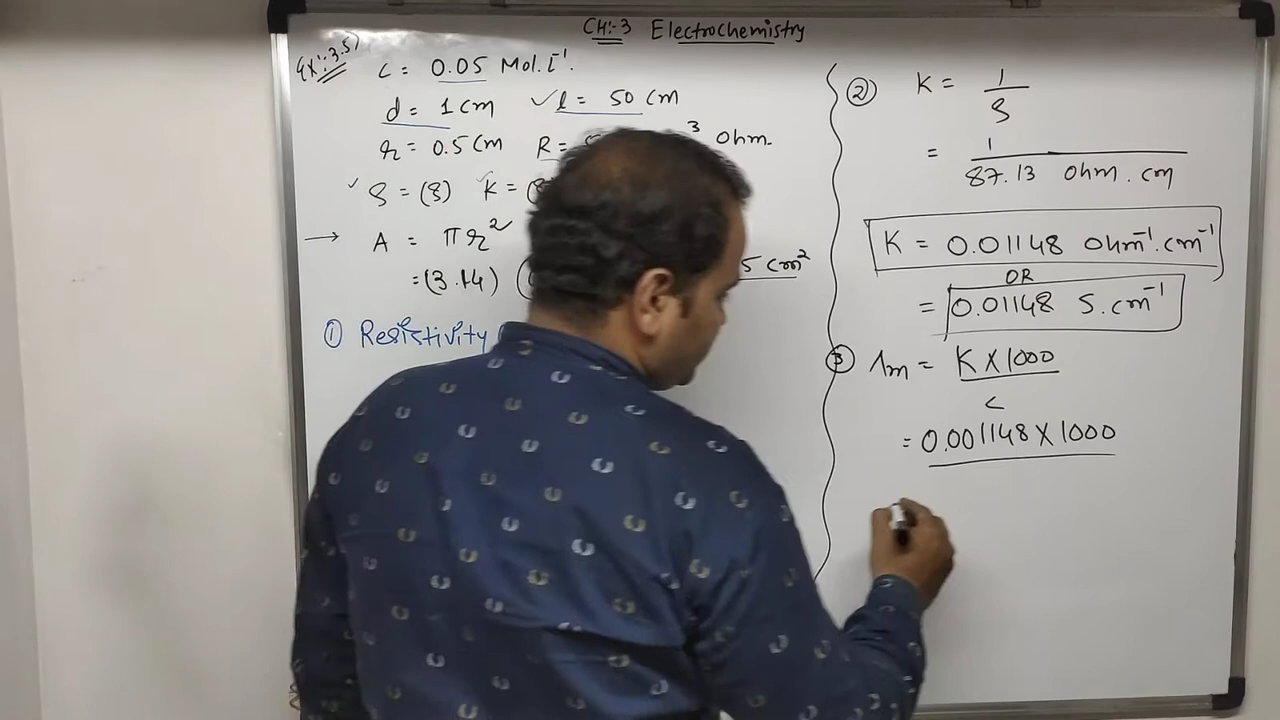 CH:-3 Electrochemistry
Ex:-3.5)
C = 0.05 Mol.L⁻¹.
d = 1 cm ✓ l = 50 cm
r = 0.5 cm R = ³ Ohm.
✓ ρ = (?) ✓ K = (?
→ A = πr²
= (3.14) ( 5 cm²
① Resistivity
② K = 1/ρ
= 1/87.13 Ohm.cm
K = 0.01148 Ohm⁻¹.cm⁻¹
OR
= 0.01148 S.cm⁻¹
③ Λm = K X 1000
C
= 0.001148 X 1000